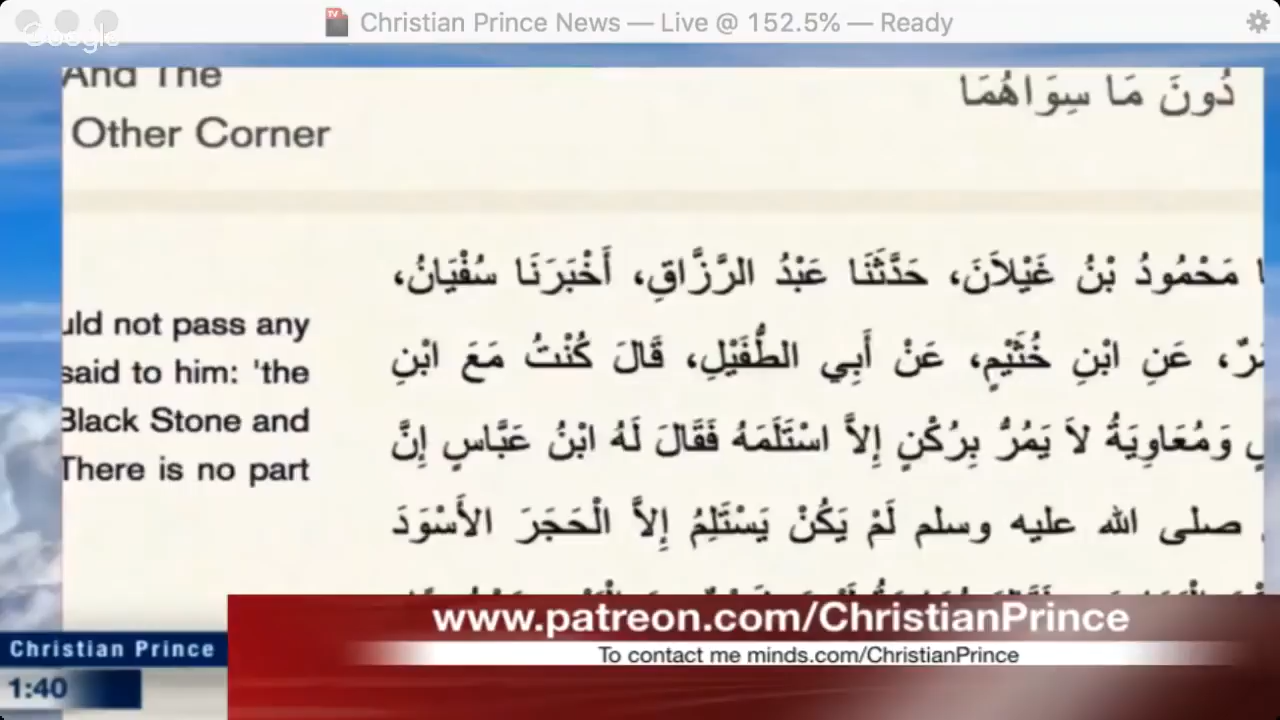 Christian Prince News — Live @ 152.5% — Ready
Google
And The
Other Corner
دُونَ مَا سِوَاهُمَا
مَحْمُودُ بْنُ غَيْلاَنَ، حَدَّثَنَا عَبْدُ الرَّزَّاقِ، أَخْبَرَنَا سُفْيَانُ،
عَنِ ابْنِ خُثَيْمٍ، عَنْ أَبِي الطُّفَيْلِ، قَالَ كُنْتُ مَعَ ابْنِ
وَمُعَاوِيَةُ لاَ يَمُرُّ بِرُكْنٍ إِلاَّ اسْتَلَمَهُ فَقَالَ لَهُ ابْنُ عَبَّاسٍ إِنَّ
صلى الله عليه وسلم لَمْ يَكُنْ يَسْتَلِمُ إِلاَّ الْحَجَرَ الأَسْوَدَ
uld not pass any
said to him: 'the
Black Stone and
There is no part
www.patreon.com/ChristianPrince
To contact me minds.com/ChristianPrince
Christian Prince
1:40